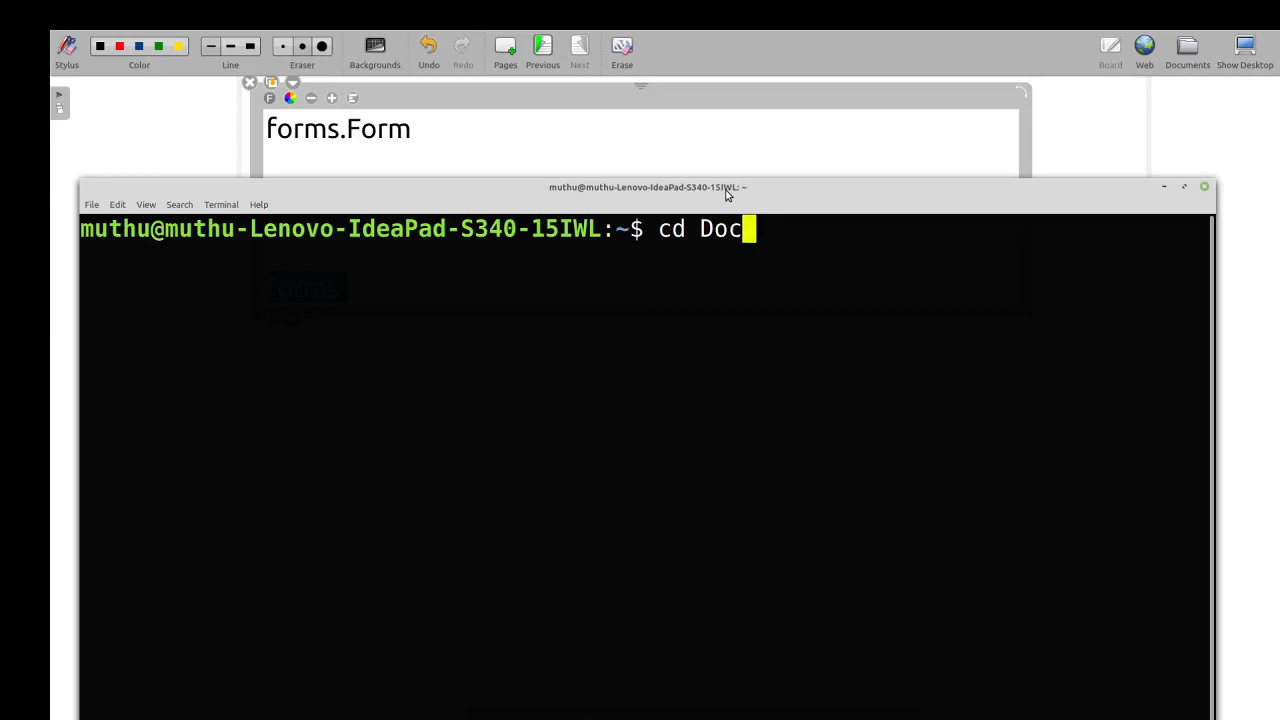 Stylus Color Line Eraser Backgrounds Undo Redo Pages Previous Next Erase Board Web Documents Show Desktop
F
forms.Form
muthu@muthu-Lenovo-IdeaPad-S340-15IWL: ~
File Edit View Search Terminal Help
muthu@muthu-Lenovo-IdeaPad-S340-15IWL:~$ cd Doc
forms